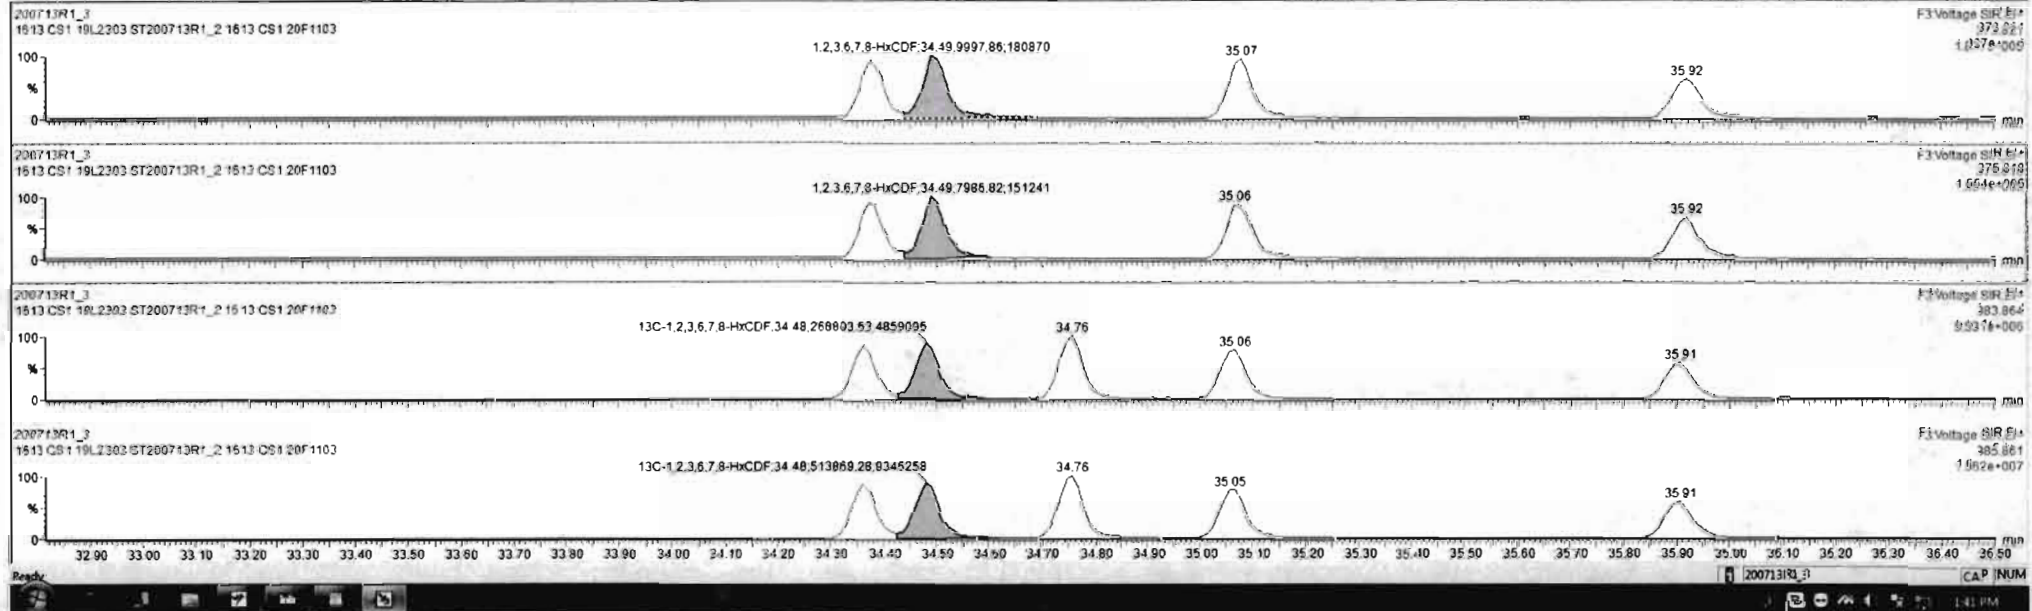 200713R1_3
1613 CS1 19L2303 ST200713R1_2 1613 CS1 20F1103
F3:Voltage SIR,EI+
373.821
1,2,3,6,7,8-HxCDF;34.49;9997.86;180870
35.07
35.92
100
%
0
min
200713R1_3
1613 CS1 19L2303 ST200713R1_2 1613 CS1 20F1103
F3:Voltage SIR,EI+
375.818
1.554e+005
1,2,3,6,7,8-HxCDF;34.49;7986.82;151241
35.06
35.92
100
%
0
min
200713R1_3
1613 CS1 19L2303 ST200713R1_2 1613 CS1 20F1103
F3:Voltage SIR,EI+
383.864
13C-1,2,3,6,7,8-HxCDF;34.48;268803.53;4859095
34.76
35.06
35.91
100
%
0
min
200713R1_3
1613 CS1 19L2303 ST200713R1_2 1613 CS1 20F1103
F3:Voltage SIR,EI+
385.861
13C-1,2,3,6,7,8-HxCDF;34.48;513869.28;9345258
34.76
35.05
35.91
100
%
0
min
32.90 33.00 33.10 33.20 33.30 33.40 33.50 33.60 33.70 33.80 33.90 34.00 34.10 34.20 34.30 34.40 34.50 34.60 34.70 34.80 34.90 35.00 35.10 35.20 35.30 35.40 35.50 35.60 35.70 35.80 35.90 36.00 36.10 36.20 36.30 36.40 36.50
Ready
200713R1_3
CAP NUM
1:41 PM